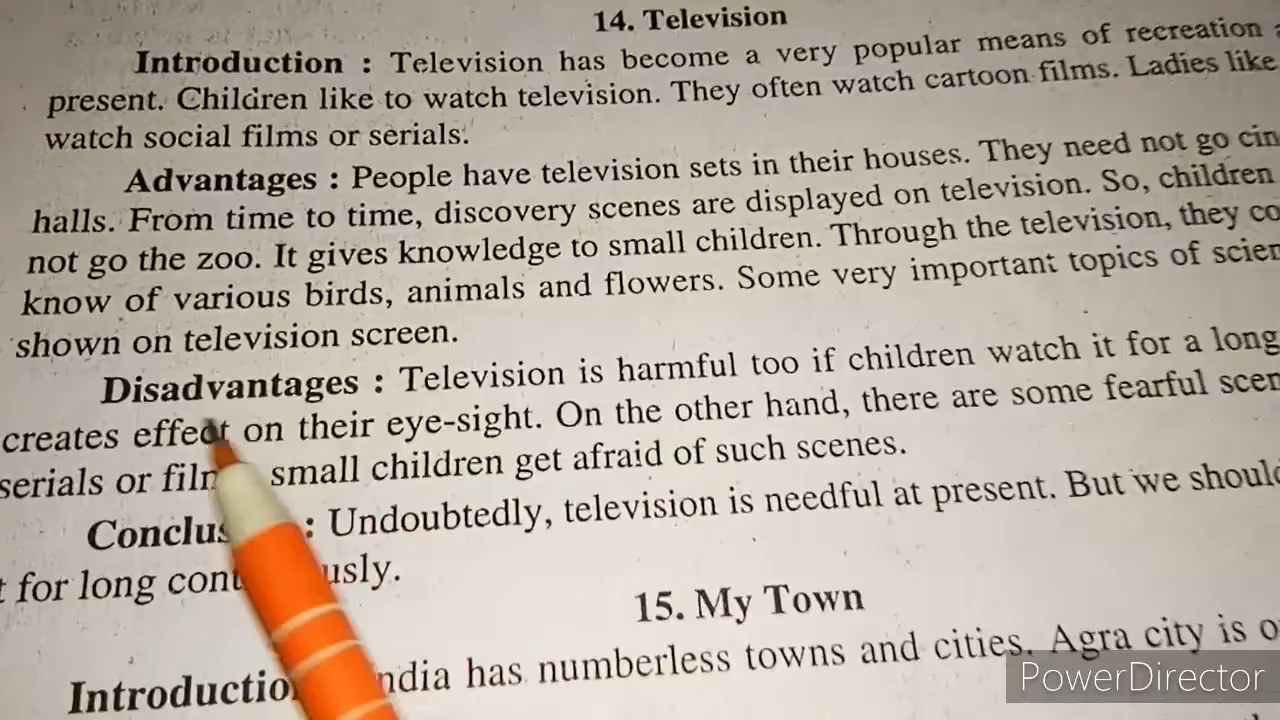 14. Television
Introduction : Television has become a very popular means of recreation
present. Children like to watch television. They often watch cartoon films. Ladies like
watch social films or serials.
Advantages : People have television sets in their houses. They need not go
halls. From time to time, discovery scenes are displayed on television. So, children
not go the zoo. It gives knowledge to small children. Through the television, they
know of various birds, animals and flowers. Some very important topics of
shown on television screen.
Disadvantages : Television is harmful too if children watch it for a long
creates effect on their eye-sight. On the other hand, there are some fearful
serials or small children get afraid of such scenes.
: Undoubtedly, television is needful at present. But we should
for long
15. My Town
has numberless towns and cities. Agra city is
PowerDirector